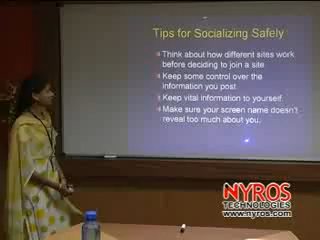 Tips for Socializing Safely
Think about how different sites work
before deciding to join a site
Keep some control over the
information you post
Keep vital information to yourself.
Make sure your screen name doesn't
reveal too much about you.
NYROS
TECHNOLOGIES
www.nyros.com